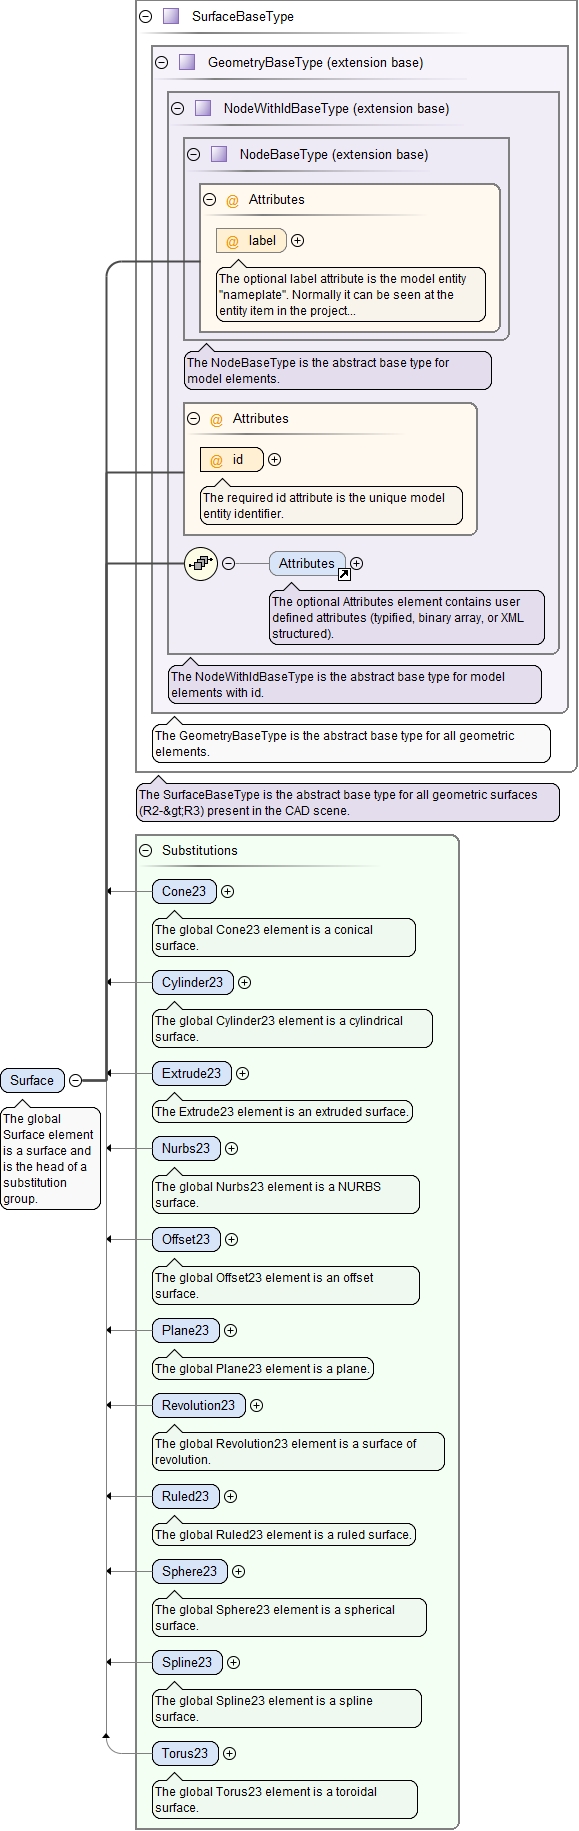 SurfaceBaseType
GeometryBaseType (extension base)
NodeWithIdBaseType (extension base)
NodeBaseType (extension base)
@ Attributes
@ label
The optional label attribute is the model entity
"nameplate". Normally it can be seen at the
entity item in the project...
The NodeBaseType is the abstract base type for
model elements.
@ Attributes
@ id
The required id attribute is the unique model
entity identifier.
Attributes
The optional Attributes element contains user
defined attributes (typified, binary array, or XML
structured).
The NodeWithIdBaseType is the abstract base type for model
elements with id.
The GeometryBaseType is the abstract base type for all geometric
elements.
The SurfaceBaseType is the abstract base type for all geometric surfaces
(R2-&gt;R3) present in the CAD scene.
Substitutions
Cone23
The global Cone23 element is a conical
surface.
Cylinder23
The global Cylinder23 element is a cylindrical
surface.
Surface
The global
Surface element
is a surface and
is the head of a
substitution
group.
Extrude23
The Extrude23 element is an extruded surface.
Nurbs23
The global Nurbs23 element is a NURBS
surface.
Offset23
The global Offset23 element is an offset
surface.
Plane23
The global Plane23 element is a plane.
Revolution23
The global Revolution23 element is a surface of
revolution.
Ruled23
The global Ruled23 element is a ruled surface.
Sphere23
The global Sphere23 element is a spherical
surface.
Spline23
The global Spline23 element is a spline
surface.
Torus23
The global Torus23 element is a toroidal
surface.